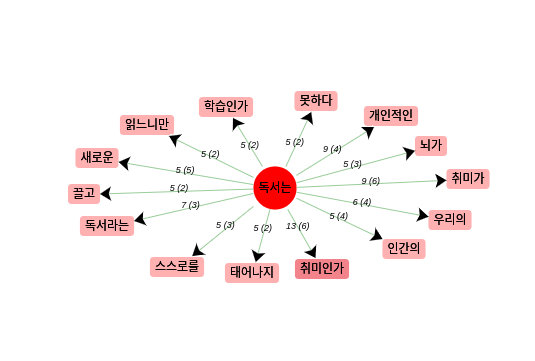 못하다
학습인가
개인적인
읽느니만
5 (2)
5 (2)
9 (4)
뇌가
5 (2)
새로운
5 (3)
5 (5)
취미가
9 (6)
독서는
5 (2)
끌고
6 (4)
7 (3)
5 (4)
우리의
독서라는
5 (3)
5 (2)
13 (6)
인간의
스스로를
태어나지
취미인가